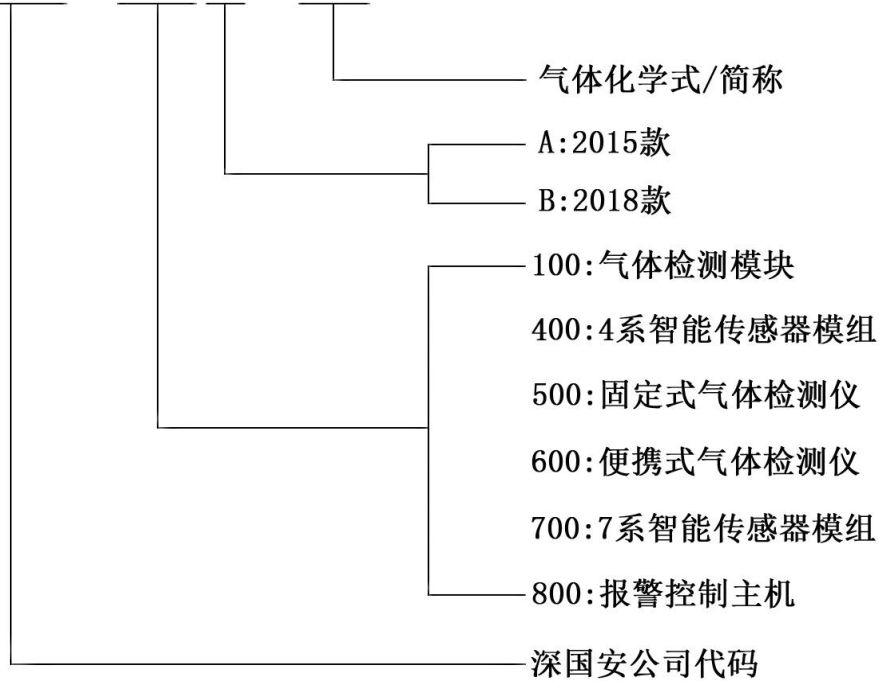 气体化学式/简称
A:2015款
B:2018款
100:气体检测模块
400:4系智能传感器模组
500:固定式气体检测仪
600:便携式气体检测仪
700:7系智能传感器模组
800:报警控制主机
深国安公司代码